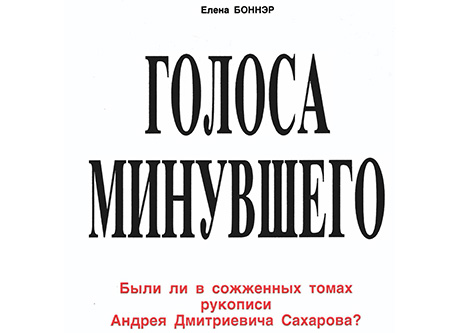 Елена БОННЭР
ГОЛОСА
МИНУВШЕГО
Были ли в сожженных томах
рукописи
Андрея Дмитриевича Сахарова?